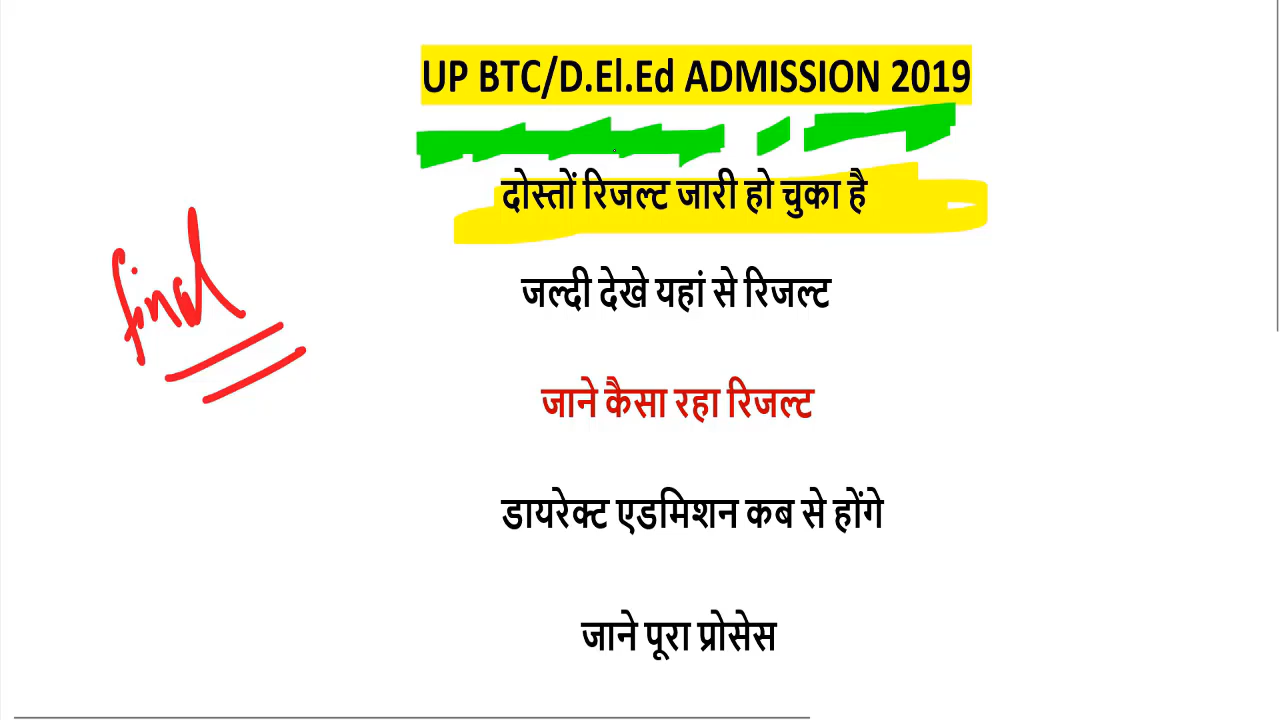 UP BTC/D.El.Ed ADMISSION 2019
दोस्तों रिजल्ट जारी हो चुका है
final
जल्दी देखे यहां से रिजल्ट
जाने कैसा रहा रिजल्ट
डायरेक्ट एडमिशन कब से होंगे
जाने पूरा प्रोसेस